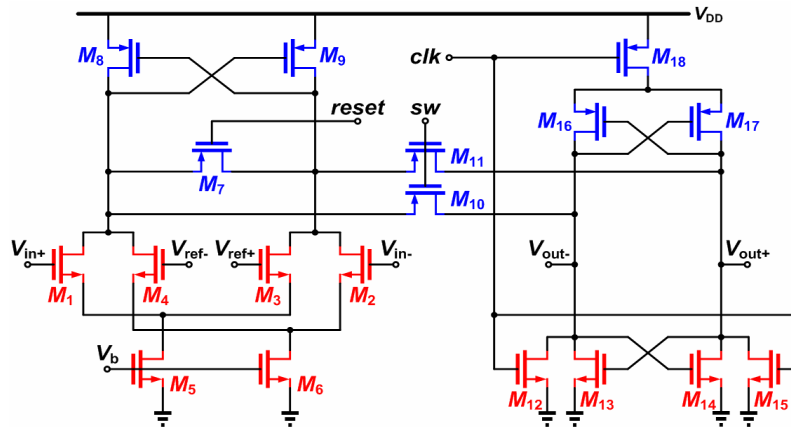 VDD
M8
M9
clk
M18
reset
sw
M16
M17
M7
M11
M10
Vin+
Vref-
Vref+
Vin-
Vout-
Vout+
M1
M4
M3
M2
Vb
M5
M6
M12
M13
M14
M15